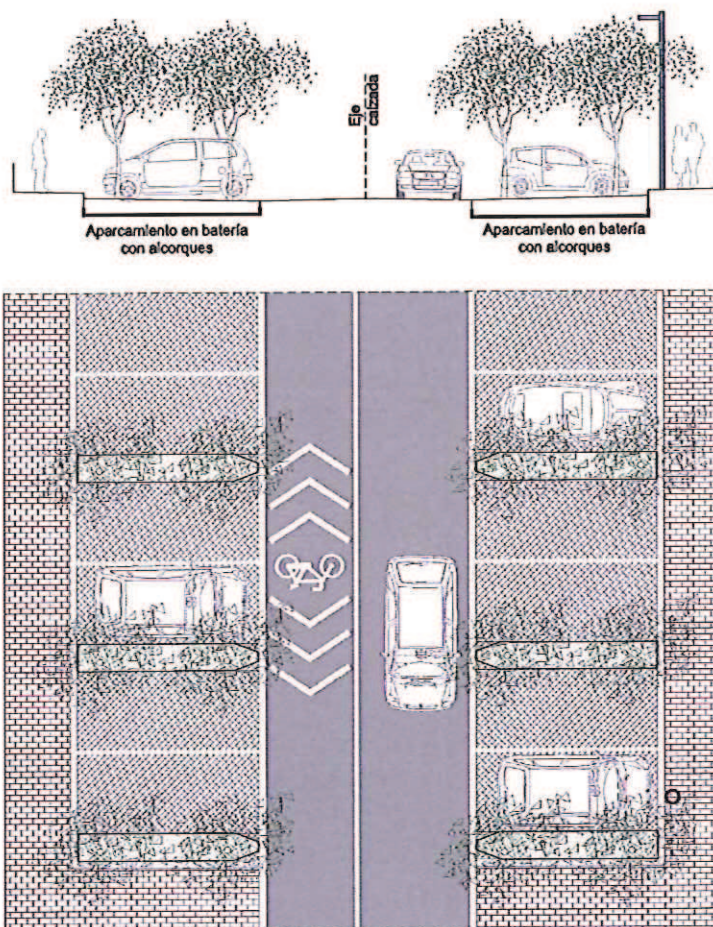 Eje
calzada
Aparcamiento en batería
con alcorques
Aparcamiento en batería
con alcorques